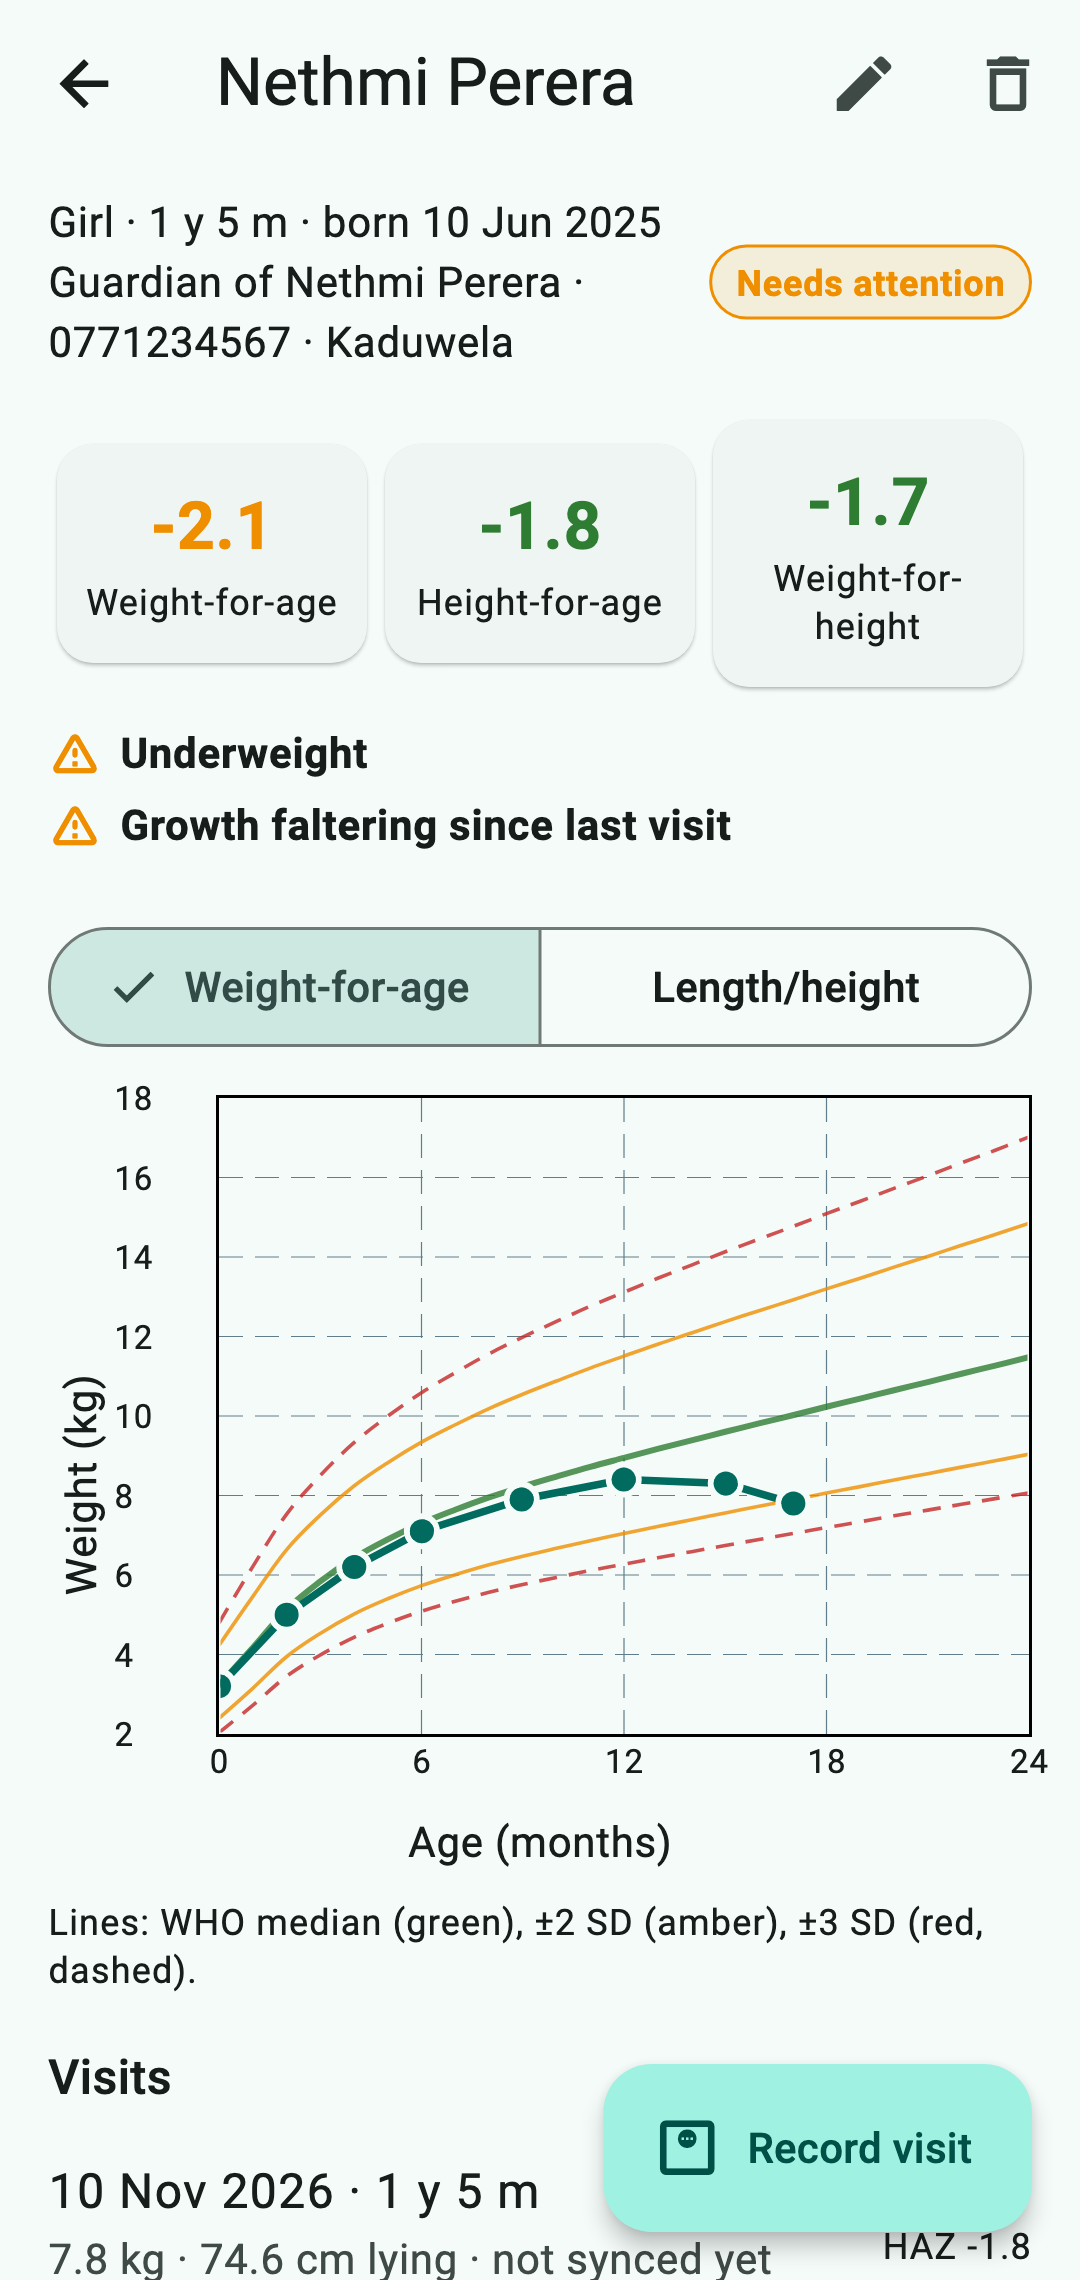 Nethmi Perera
Girl · 1 y 5 m · born 10 Jun 2025
Guardian of Nethmi Perera ·
0771234567 · Kaduwela
Needs attention
-2.1
Weight-for-age
-1.8
Height-for-age
-1.7
Weight-for-
height
Underweight
Growth faltering since last visit
Weight-for-age
Length/height
18
16
14
12
10
8
6
4
2
Weight (kg)
0 6 12 18 24
Age (months)
Lines: WHO median (green), ±2 SD (amber), ±3 SD (red,
dashed).
Visits
Record visit
10 Nov 2026 · 1 y 5 m
7.8 kg · 74.6 cm lying · not synced yet
HAZ -1.8